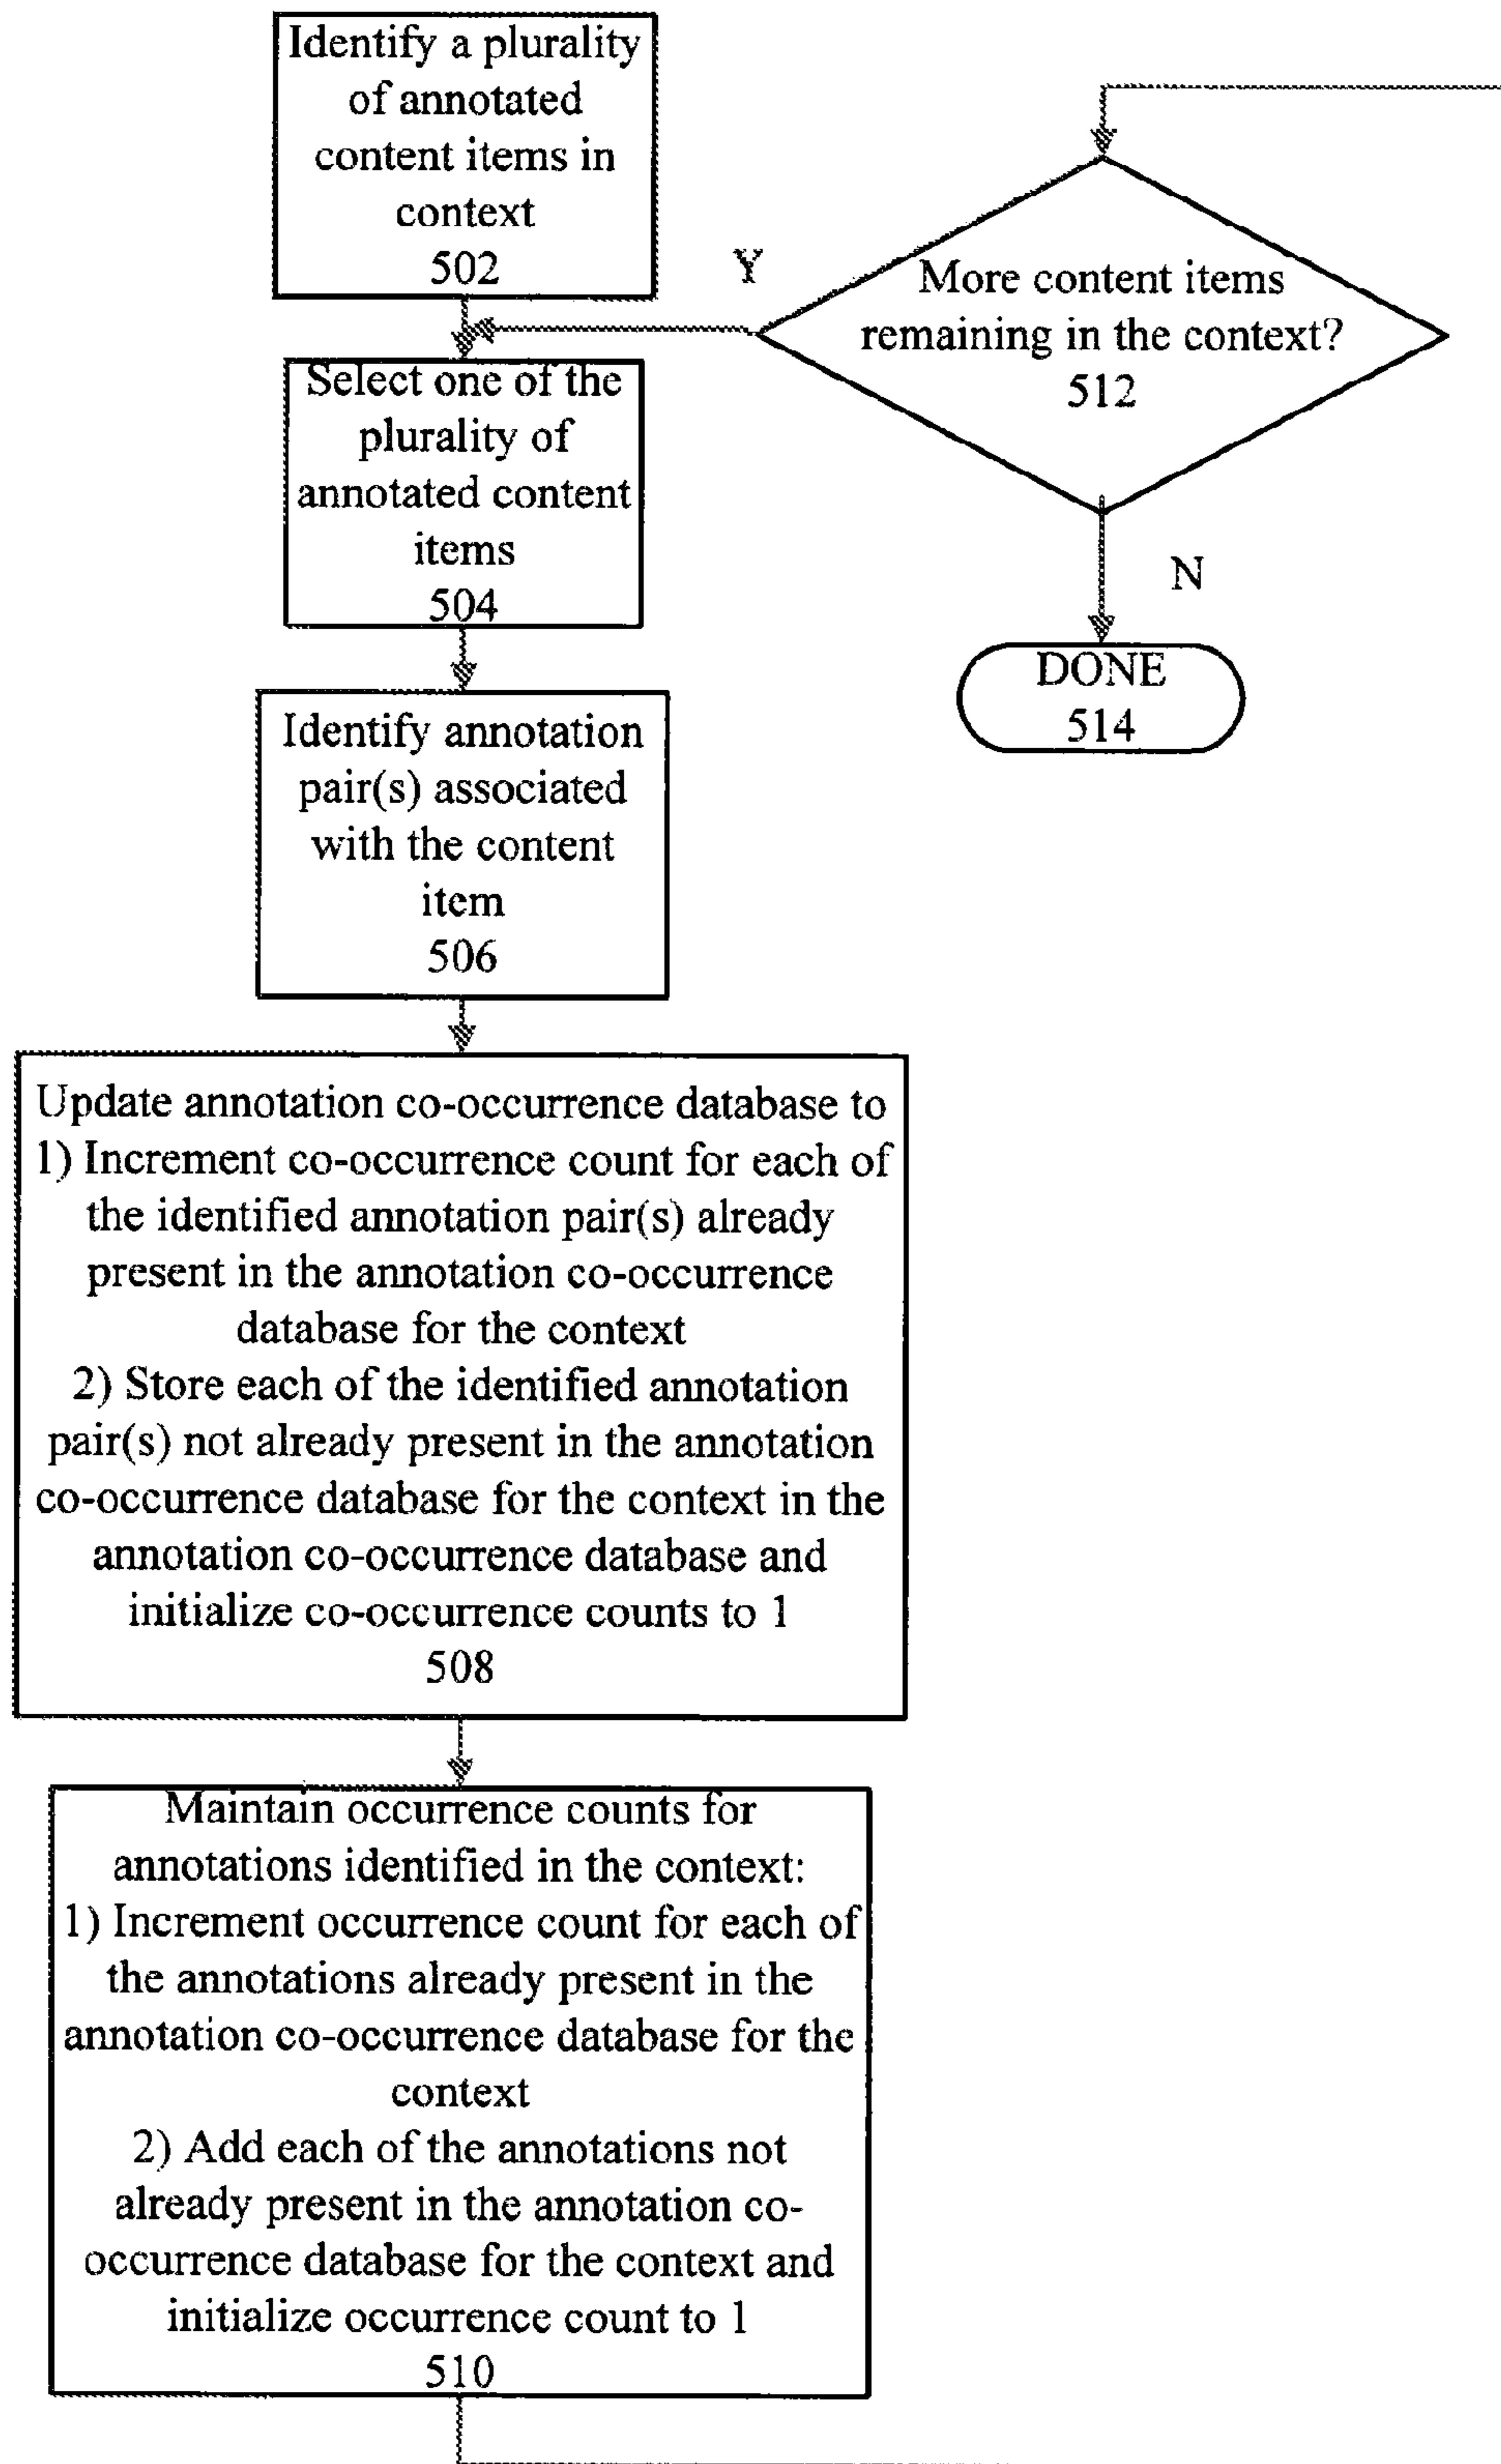 Identify a plurality
of annotated
content items in
context
502
Select one of the
plurality of
annotated content
items
504
Identify annotation
pair(s) associated
with the content
item
506
Update annotation co-occurrence database to
1) Increment co-occurrence count for each of
the identified annotation pair(s) already
present in the annotation co-occurrence
database for the context
2) Store each of the identified annotation
pair(s) not already present in the annotation
co-occurrence database for the context in the
annotation co-occurrence database and
initialize co-occurrence counts to 1
508
Maintain occurrence counts for
annotations identified in the context:
1) Increment occurrence count for each of
the annotations already present in the
annotation co-occurrence database for the
context
2) Add each of the annotations not
already present in the annotation co-
occurrence database for the context and
initialize occurrence count to 1
510
More content items
remaining in the context?
512
Y
N
DONE
514